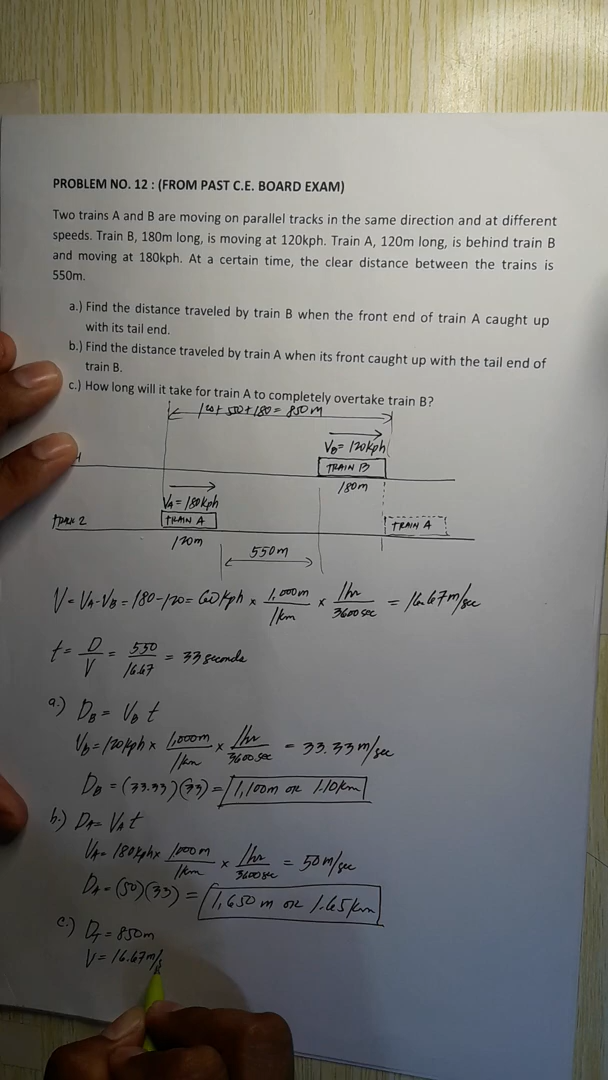 PROBLEM NO. 12 : (FROM PAST C.E. BOARD EXAM)
Two trains A and B are moving on parallel tracks in the same direction and at different
speeds. Train B, 180m long, is moving at 120kph. Train A, 120m long, is behind train B
and moving at 180kph. At a certain time, the clear distance between the trains is
550m.
a.) Find the distance traveled by train B when the front end of train A caught up
with its tail end.
b.) Find the distance traveled by train A when its front caught up with the tail end of
train B.
c.) How long will it take for train A to completely overtake train B?
120+550+180 = 850m
VB = 120kph
TRAIN B
180m
VA = 180kph
TRACK 2
TRAIN A
TRAIN A
120m
550m
V = VA - VB = 180 - 120 = 60kph × 1,000m/1km × 1hr/3600sec = 16.67m/sec
t = D/V = 550/16.67 = 33 seconds
a.) DB = VB t
VB = 120kph × 1,000m/1km × 1hr/3600sec = 33.33m/sec
DB = (33.33)(33) = 1,100m or 1.10km
b.) DA = VA t
VA = 180kph × 1,000m/1km × 1hr/3600sec = 50m/sec
DA = (50)(33) = 1,650m or 1.65km
c.) DT = 850m
V = 16.67m/s